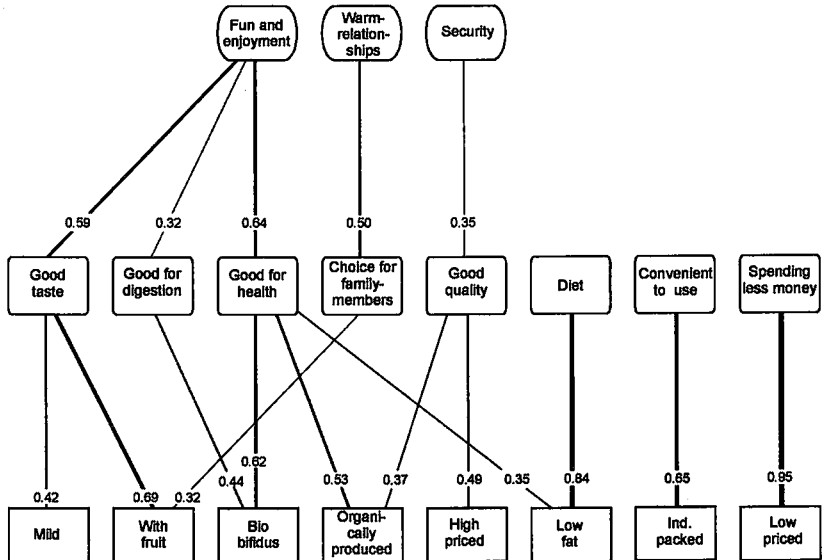 Fun and
enjoyment
Warm-
relation-
ships
Security
0.59
0.32
0.64
0.50
0.35
Good
taste
Good for
digestion
Good for
health
Choice for
family-
members
Good
quality
Diet
Convenient
to use
Spending
less money
0.42
0.69
0.32
0.44
0.62
0.53
0.37
0.49
0.35
0.84
0.65
0.95
Mild
With
fruit
Bio
bifidus
Organi-
cally
produced
High
priced
Low
fat
Ind.
packed
Low
priced